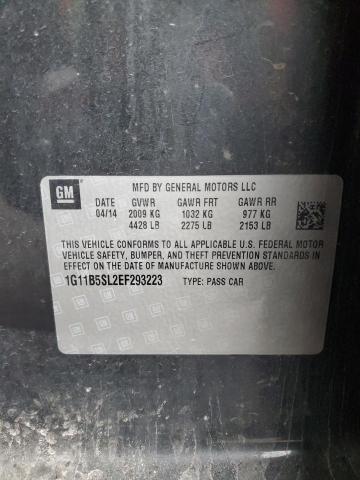 GM
MFD BY GENERAL MOTORS LLC
DATE GVWR GAWR FRT GAWR RR
04/14 2009 KG 1032 KG 977 KG
4428 LB 2275 LB 2153 LB
THIS VEHICLE CONFORMS TO ALL APPLICABLE U.S. FEDERAL MOTOR
VEHICLE SAFETY, BUMPER, AND THEFT PREVENTION STANDARDS
IN EFFECT ON THE DATE OF MANUFACTURE SHOWN ABOVE.
1G11B5SL2EF293223 TYPE: PASS CAR